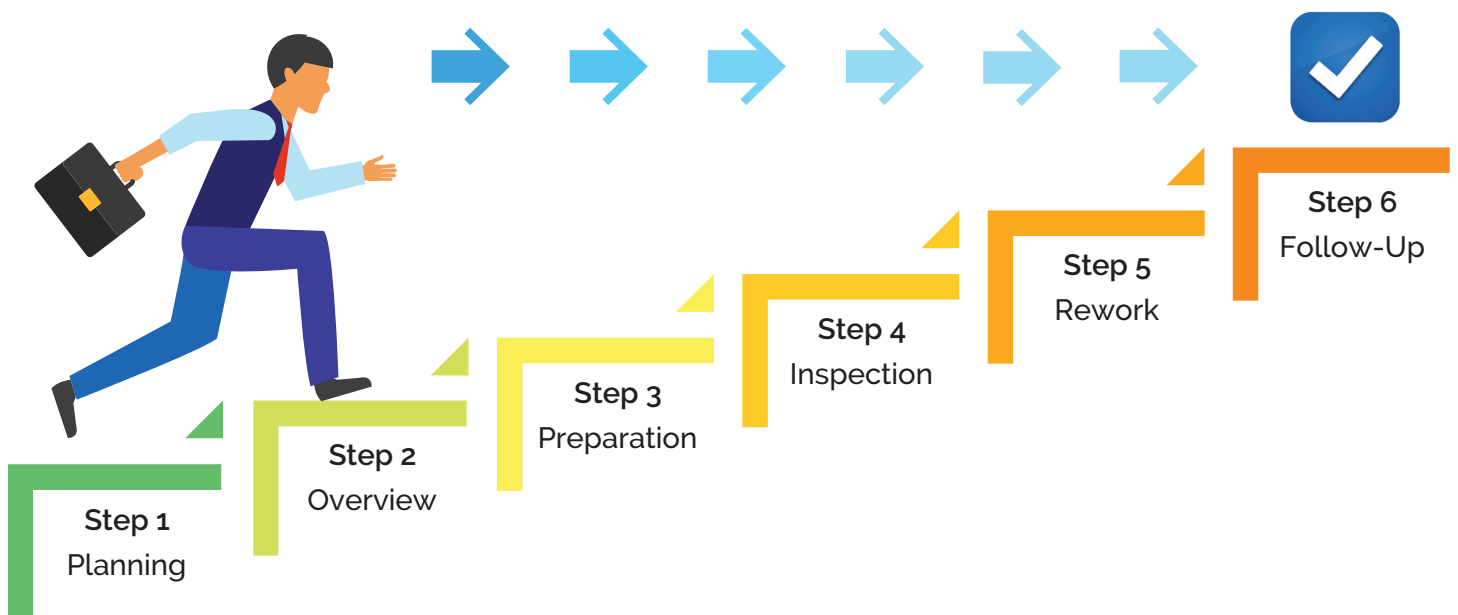 Step 1
Planning
Step 2
Overview
Step 3
Preparation
Step 4
Inspection
Step 5
Rework
Step 6
Follow-Up